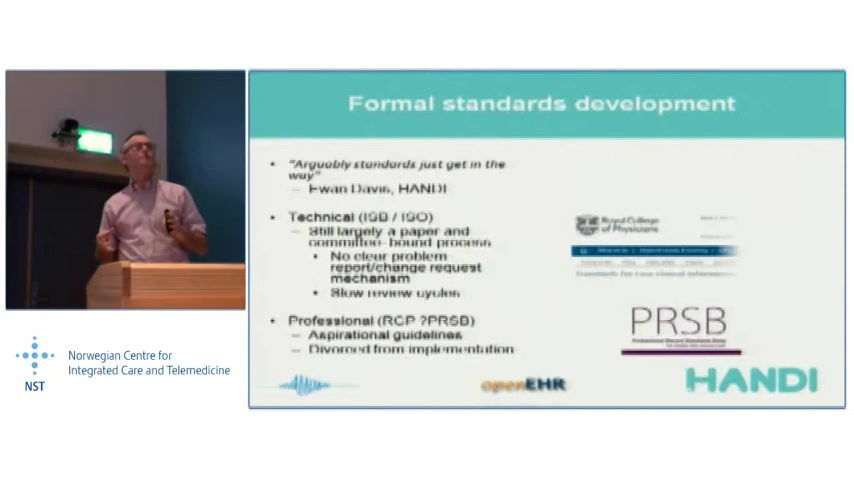 Formal standards development
• "Arguably standards just get in the
way"
– Ewan Davis, HANDI
• Technical (ISB / ISO)
– Still largely a paper and
committee-bound process
• No clear problem
report/change request
mechanism
• Slow review cycles
• Professional (RCP ?PRSB)
– Aspirational guidelines
– Divorced from implementation
Royal College
of Physicians
PRSB
openEHR
HANDI
Norwegian Centre for
Integrated Care and Telemedicine
NST